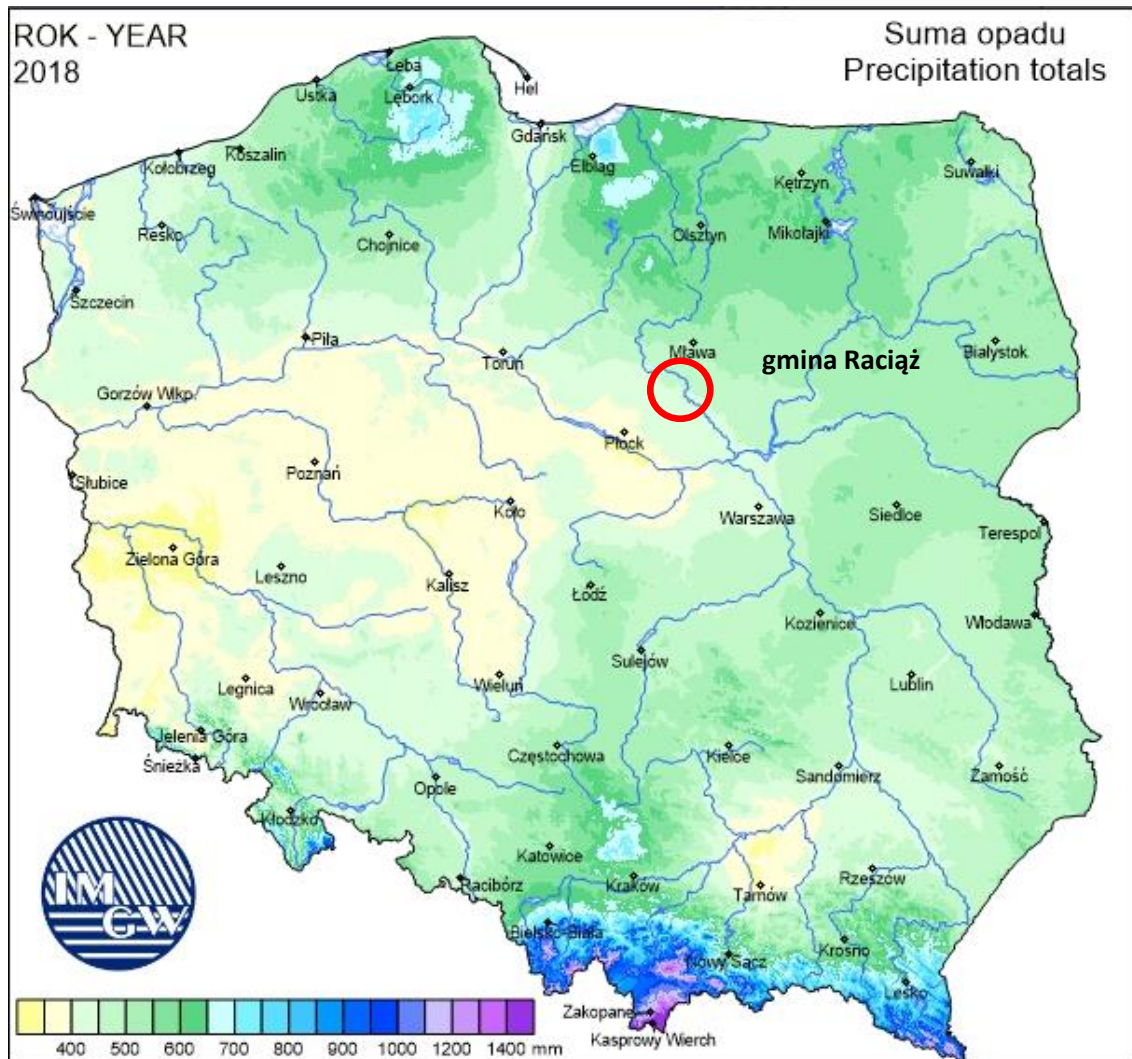 ROK - YEAR
2018
Suma opadu
Precipitation totals
Łeba
Hel
Ustka
Lębork
Gdańsk
Koszalin
Kołobrzeg
Elbląg
Suwałki
Kętrzyn
Świnoujście
Resko
Chojnice
Olsztyn
Mikołajki
Szczecin
Piła
Toruń
Mława
gmina Raciąż
Białystok
Gorzów Wlkp.
Płock
Słubice
Poznań
Koło
Warszawa
Siedlce
Terespol
Zielona Góra
Leszno
Kalisz
Łódź
Kozienice
Włodawa
Sulejów
Legnica
Wrocław
Wieluń
Lublin
Jelenia Góra
Śnieżka
Częstochowa
Kielce
Sandomierz
Zamość
Opole
Kłodzko
Katowice
Racibórz
Kraków
Tarnów
Rzeszów
Bielsko-Biała
Nowy Sącz
Krosno
Lesko
Zakopane
Kasprowy Wierch
IM
GW
400 500 600 700 800 900 1000 1200 1400 mm